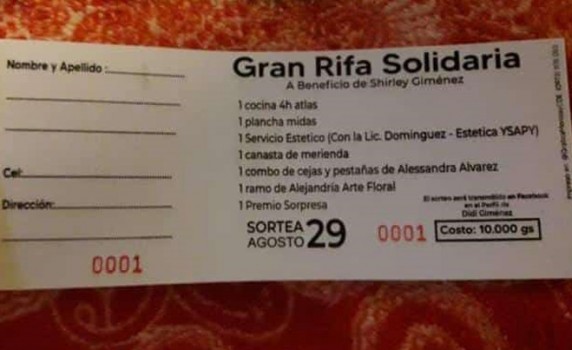 Nombre y Apellido :
Cel:
Dirección:
0001
Gran Rifa Solidaria
A Beneficio de Shirley Giménez
1 cocina 4h atlas
1 plancha midas
1 Servicio Estetico (Con la Lic. Dominguez - Estetica YSAPY)
1 canasta de merienda
1 combo de cejas y pestañas de Alessandra Alvarez
1 ramo de Alejandría Arte Floral
1 Premio Sorpresa
El sorteo será transmitido en Facebook
en el Perfil de
Didi Giménez
SORTEA
AGOSTO 29
0001
Costo: 10.000 gs